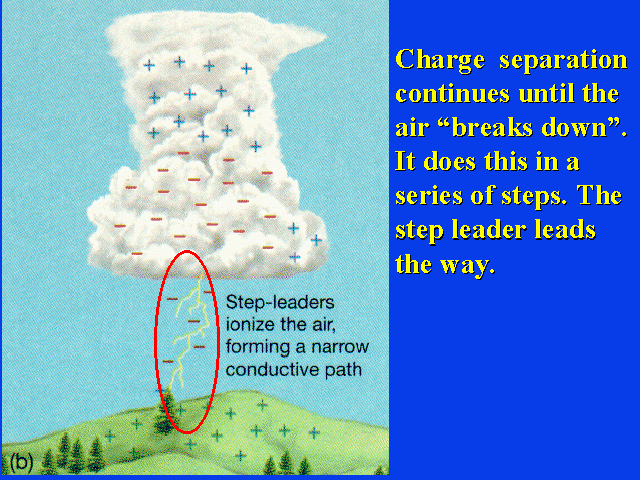 Charge separation
continues until the
air “breaks down”.
It does this in a
series of steps. The
step leader leads
the way.
Step-leaders
ionize the air,
forming a narrow
conductive path
(b)